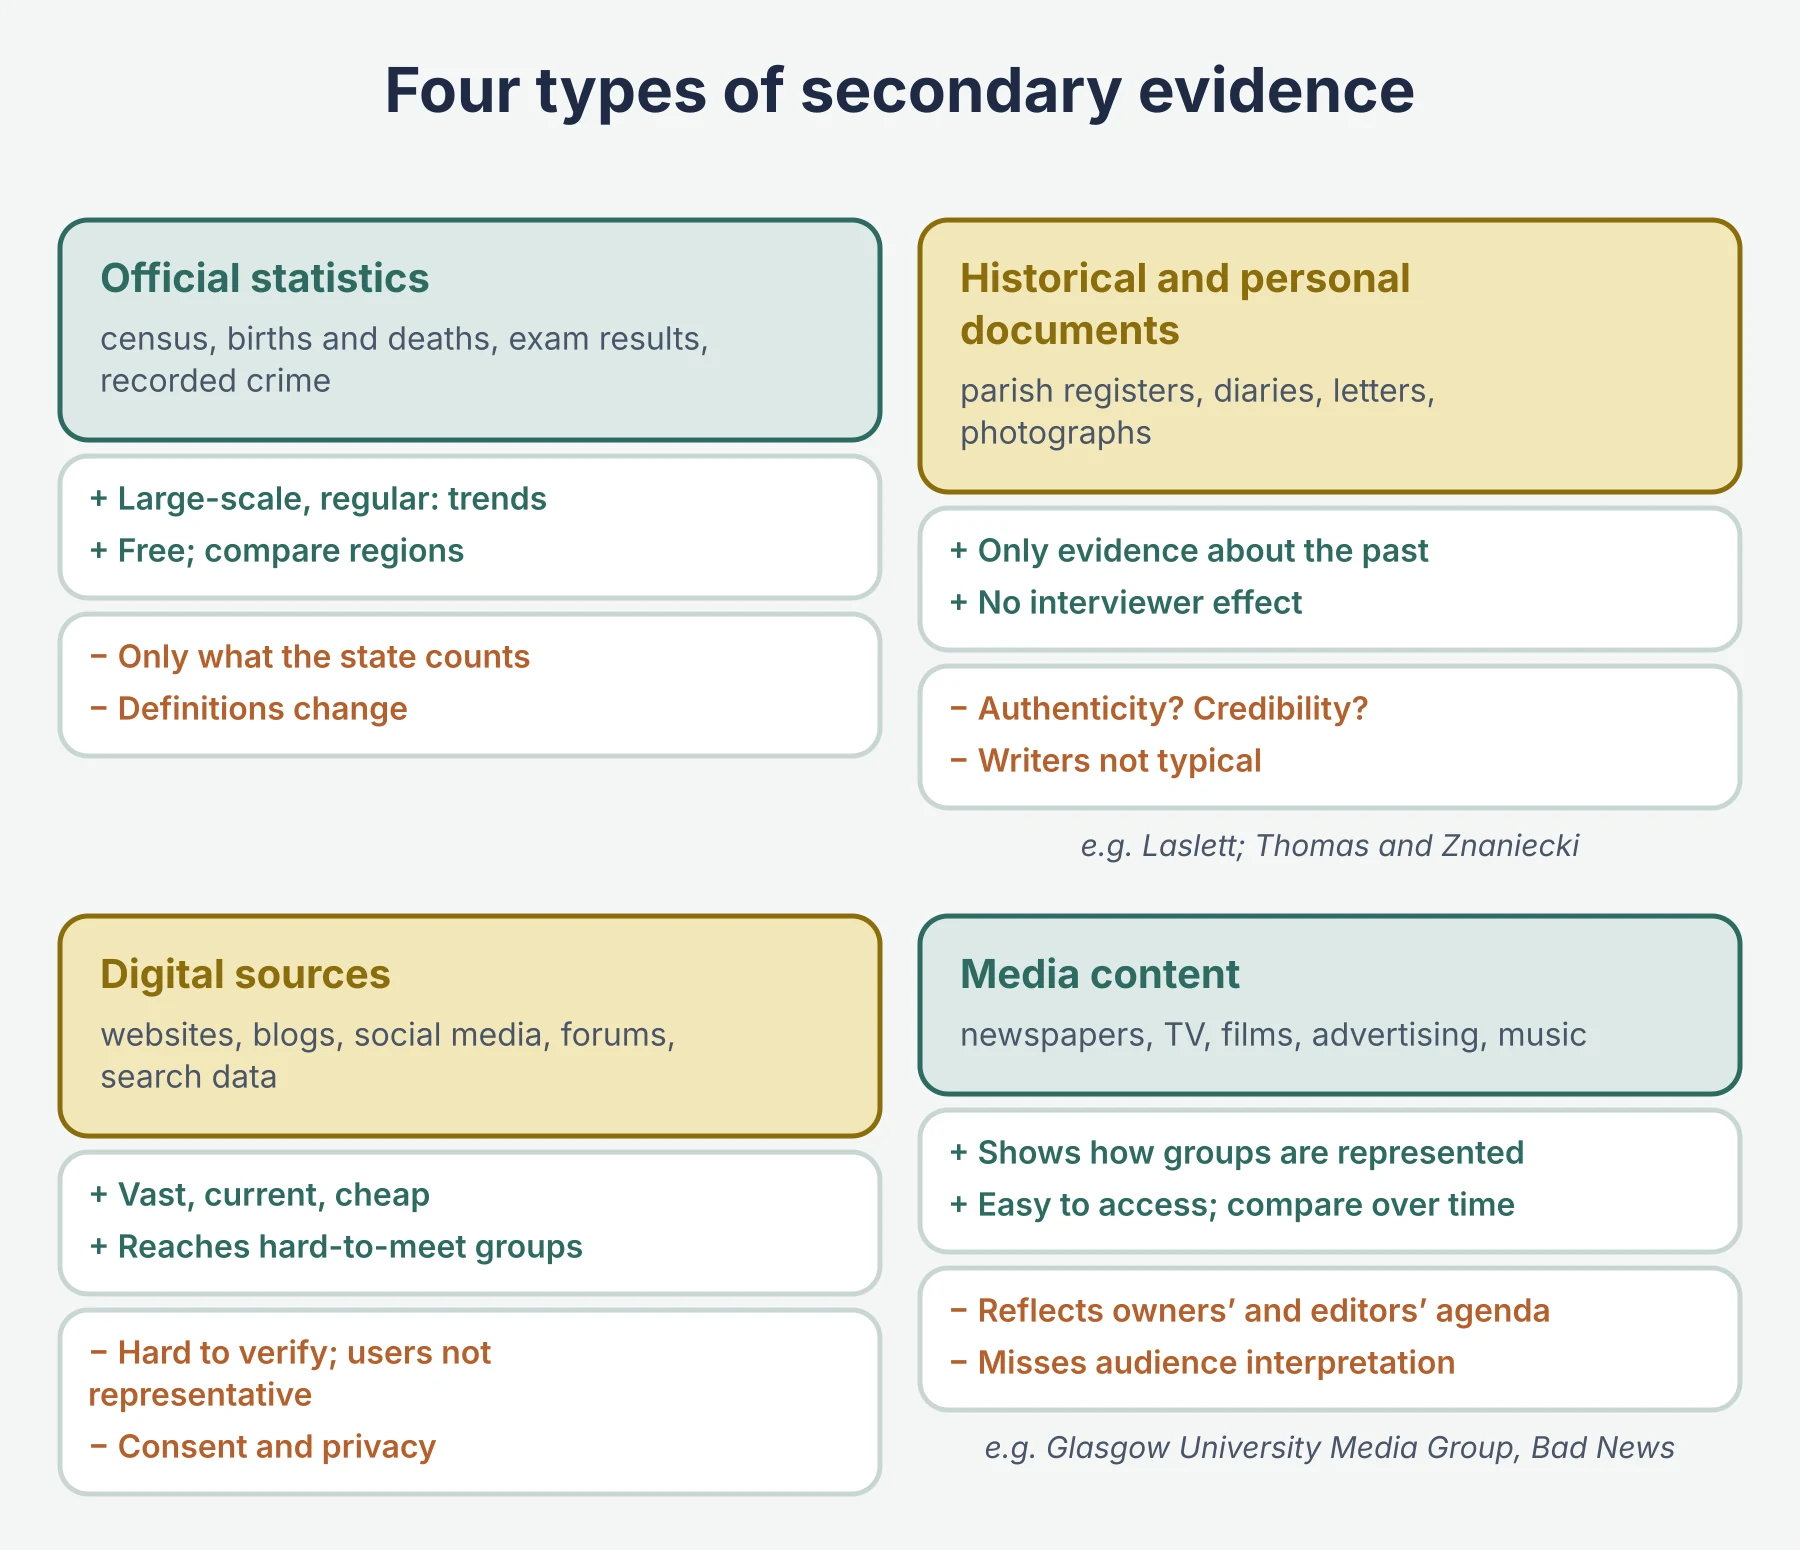 Four types of secondary evidence
Official statistics
census, births and deaths, exam results,
recorded crime
+ Large-scale, regular: trends
+ Free; compare regions
− Only what the state counts
− Definitions change
Historical and personal
documents
parish registers, diaries, letters,
photographs
+ Only evidence about the past
+ No interviewer effect
− Authenticity? Credibility?
− Writers not typical
e.g. Laslett; Thomas and Znaniecki
Digital sources
websites, blogs, social media, forums,
search data
+ Vast, current, cheap
+ Reaches hard-to-meet groups
− Hard to verify; users not
representative
− Consent and privacy
Media content
newspapers, TV, films, advertising, music
+ Shows how groups are represented
+ Easy to access; compare over time
− Reflects owners’ and editors’ agenda
− Misses audience interpretation
e.g. Glasgow University Media Group, Bad News